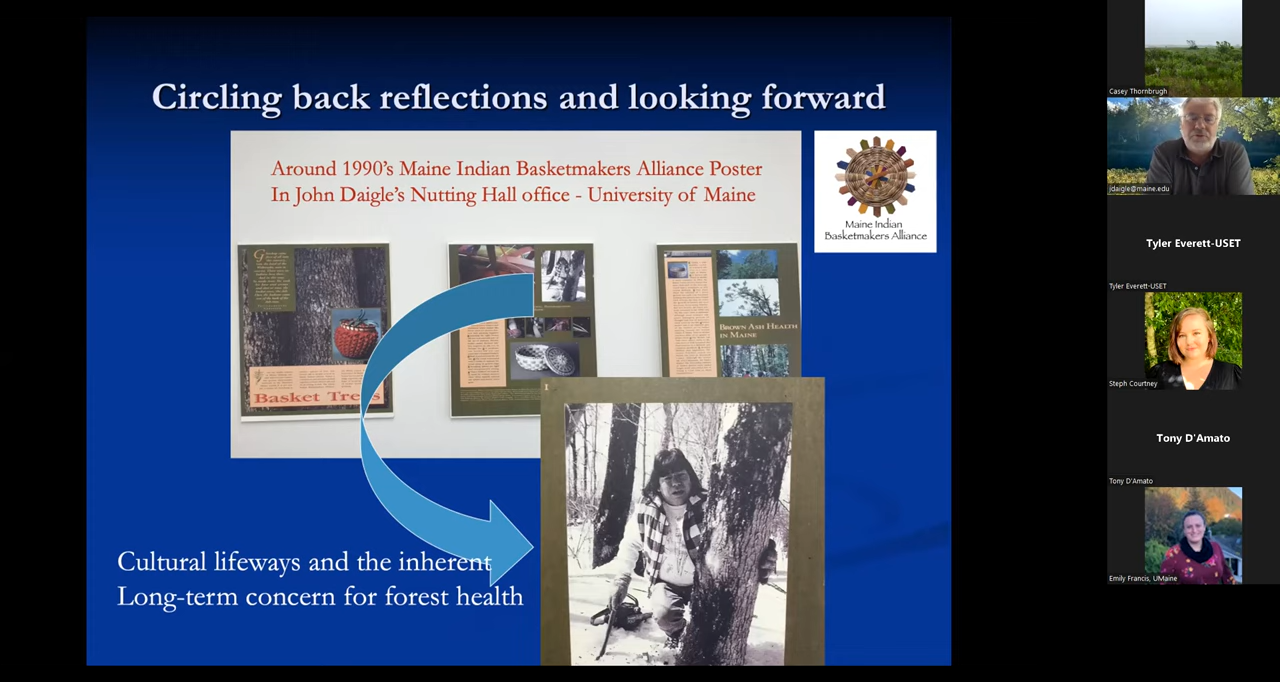 Circling back reflections and looking forward
Around 1990's Maine Indian Basketmakers Alliance Poster
In John Daigle's Nutting Hall office - University of Maine
Maine Indian
Basketmakers Alliance
Brown Ash Health
in Maine
Basket Trees
Cultural lifeways and the inherent
Long-term concern for forest health
Casey Thornbrugh
jdaigle@maine.edu
Tyler Everett-USET
Tyler Everett-USET
Steph Courtney
Tony D'Amato
Tony D'Amato
Emily Francis, UMaine